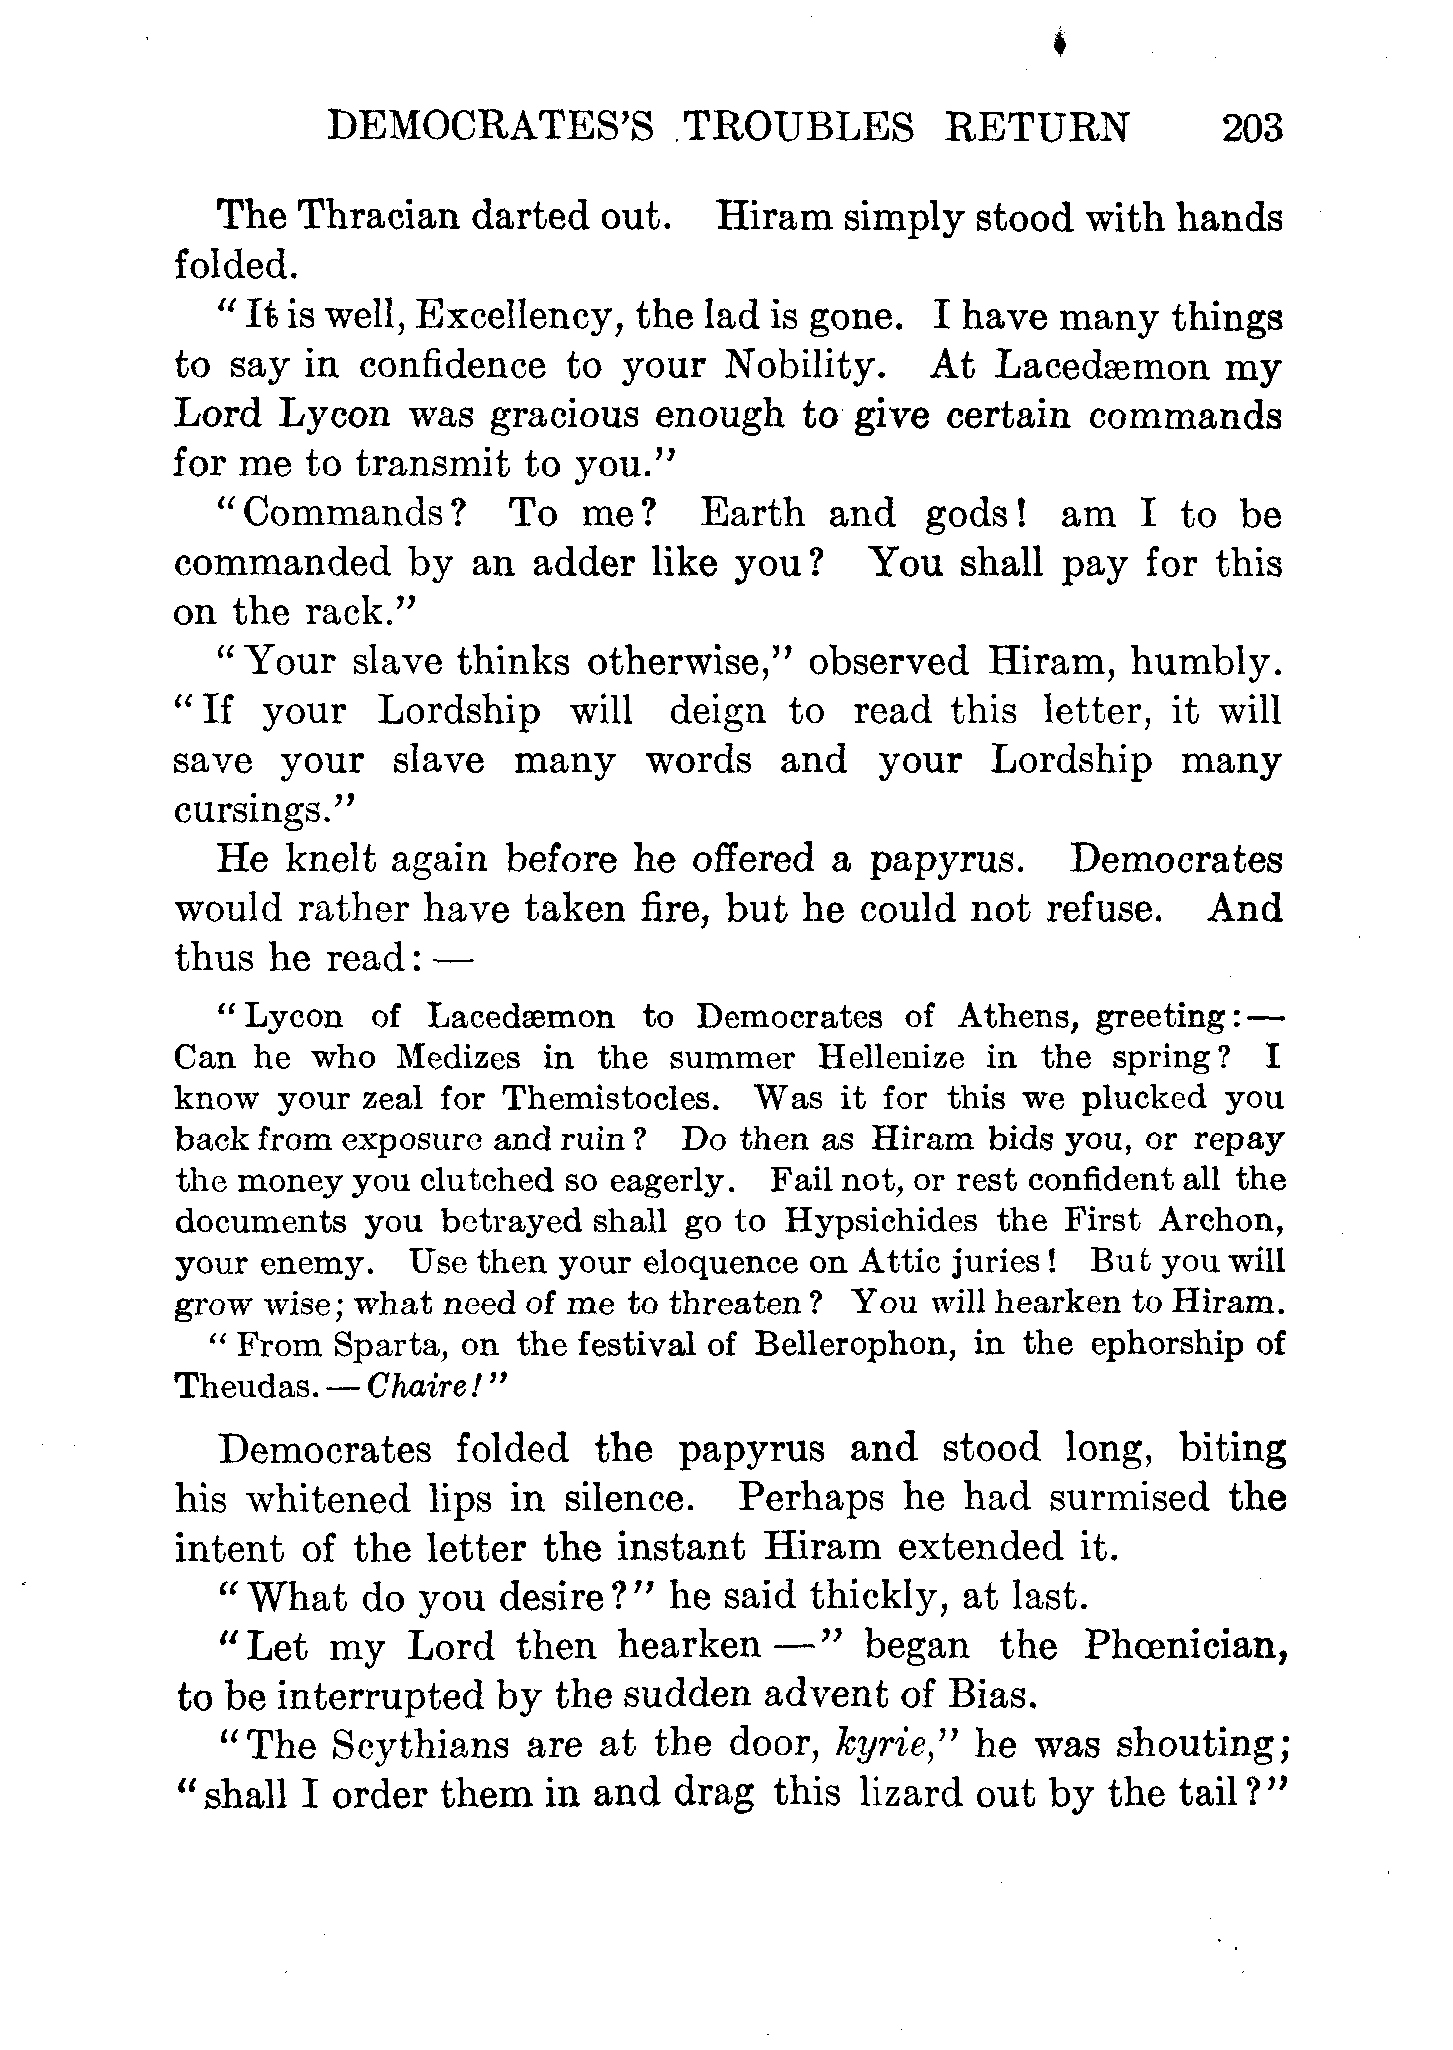 DEMOCRATES'S TROUBLES RETURN 203
The Thracian darted out. Hiram simply stood with hands
folded.
"It is well, Excellency, the lad is gone. I have many things
to say in confidence to your Nobility. At Lacedæmon my
Lord Lycon was gracious enough to give certain commands
for me to transmit to you."
"Commands? To me? Earth and gods! am I to be
commanded by an adder like you? You shall pay for this
on the rack."
"Your slave thinks otherwise," observed Hiram, humbly.
"If your Lordship will deign to read this letter, it will
save your slave many words and your Lordship many
cursings."
He knelt again before he offered a papyrus. Democrates
would rather have taken fire, but he could not refuse. And
thus he read: —
"Lycon of Lacedæmon to Democrates of Athens, greeting:—
Can he who Medizes in the summer Hellenize in the spring? I
know your zeal for Themistocles. Was it for this we plucked you
back from exposure and ruin? Do then as Hiram bids you, or repay
the money you clutched so eagerly. Fail not, or rest confident all the
documents you betrayed shall go to Hypsichides the First Archon,
your enemy. Use then your eloquence on Attic juries! But you will
grow wise; what need of me to threaten? You will hearken to Hiram.
"From Sparta, on the festival of Bellerophon, in the ephorship of
Theudas.—Chaire!"
Democrates folded the papyrus and stood long, biting
his whitened lips in silence. Perhaps he had surmised the
intent of the letter the instant Hiram extended it.
"What do you desire?" he said thickly, at last.
"Let my Lord then hearken —" began the Phœnician,
to be interrupted by the sudden advent of Bias.
"The Scythians are at the door, kyrie," he was shouting;
"shall I order them in and drag this lizard out by the tail?"